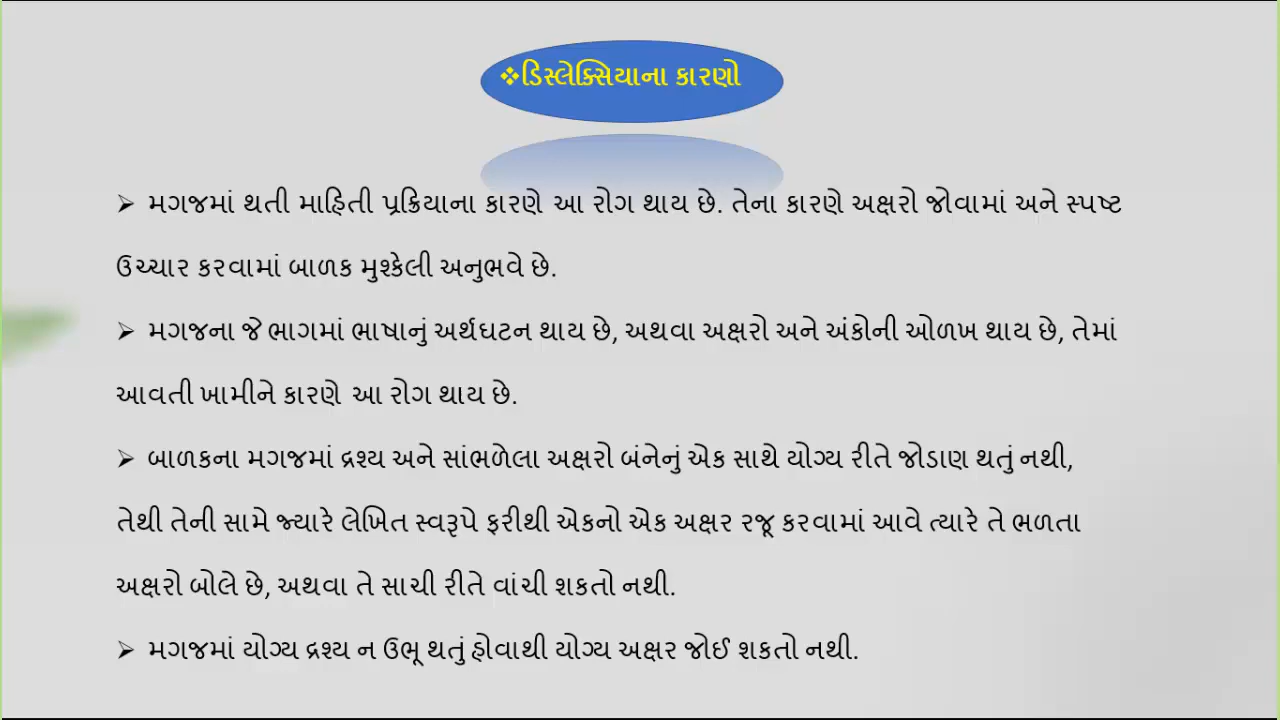 ❖ડિસ્લેક્સિયાના કારણો
➢ મગજમાં થતી માહિતી પ્રક્રિયાના કારણે આ રોગ થાય છે. તેના કારણે અક્ષરો જોવામાં અને સ્પષ્ટ
ઉચ્ચાર કરવામાં બાળક મુશ્કેલી અનુભવે છે.
➢ મગજના જે ભાગમાં ભાષાનું અર્થઘટન થાય છે, અથવા અક્ષરો અને અંકોની ઓળખ થાય છે, તેમાં
આવતી ખામીને કારણે આ રોગ થાય છે.
➢ બાળકના મગજમાં દ્રશ્ય અને સાંભળેલા અક્ષરો બંનેનું એક સાથે યોગ્ય રીતે જોડાણ થતું નથી,
તેથી તેની સામે જ્યારે લેખિત સ્વરૂપે ફરીથી એકનો એક અક્ષર રજૂ કરવામાં આવે ત્યારે તે ભળતા
અક્ષરો બોલે છે, અથવા તે સાચી રીતે વાંચી શકતો નથી.
➢ મગજમાં યોગ્ય દ્રશ્ય ન ઉભૂ થતું હોવાથી યોગ્ય અક્ષર જોઈ શકતો નથી.